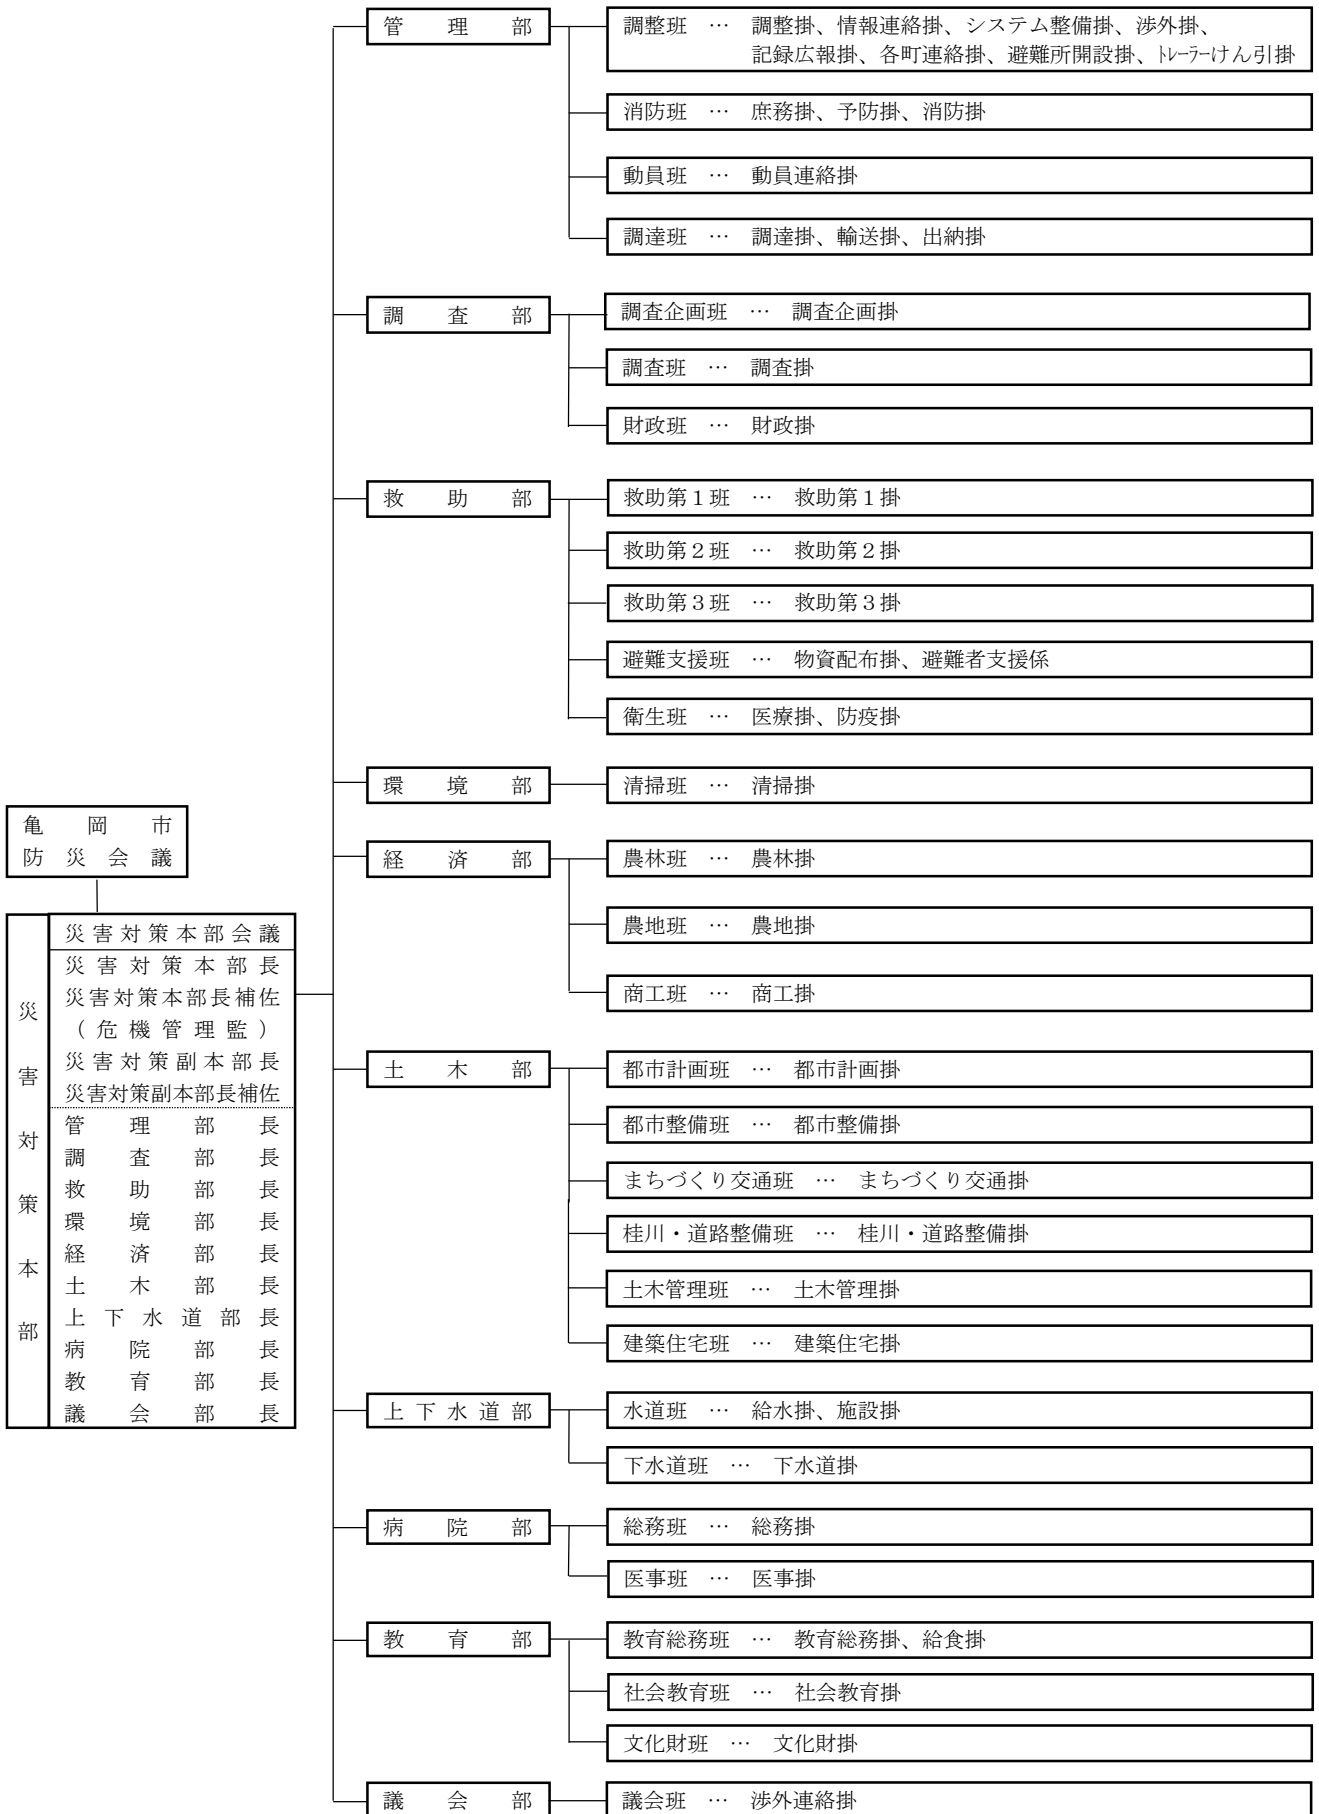 亀岡市
防災会議
災害対策本部
災害対策本部会議
災害対策本部長
災害対策本部長補佐
(危機管理監)
災害対策副本部長
災害対策副本部長補佐
管理部長
調査部長
救助部長
環境部長
経済部長
土木部長
上下水道部長
病院部長
教育部長
議会部長
管理部
調整班 … 調整掛、情報連絡掛、システム整備掛、渉外掛、
記録広報掛、各町連絡掛、避難所開設掛、ﾄﾚｰﾗｰけん引掛
消防班 … 庶務掛、予防掛、消防掛
動員班 … 動員連絡掛
調達班 … 調達掛、輸送掛、出納掛
調査部
調査企画班 … 調査企画掛
調査班 … 調査掛
財政班 … 財政掛
救助部
救助第1班 … 救助第1掛
救助第2班 … 救助第2掛
救助第3班 … 救助第3掛
避難支援班 … 物資配布掛、避難者支援係
衛生班 … 医療掛、防疫掛
環境部
清掃班 … 清掃掛
経済部
農林班 … 農林掛
農地班 … 農地掛
商工班 … 商工掛
土木部
都市計画班 … 都市計画掛
都市整備班 … 都市整備掛
まちづくり交通班 … まちづくり交通掛
桂川・道路整備班 … 桂川・道路整備掛
土木管理班 … 土木管理掛
建築住宅班 … 建築住宅掛
上下水道部
水道班 … 給水掛、施設掛
下水道班 … 下水道掛
病院部
総務班 … 総務掛
医事班 … 医事掛
教育部
教育総務班 … 教育総務掛、給食掛
社会教育班 … 社会教育掛
文化財班 … 文化財掛
議会部
議会班 … 渉外連絡掛